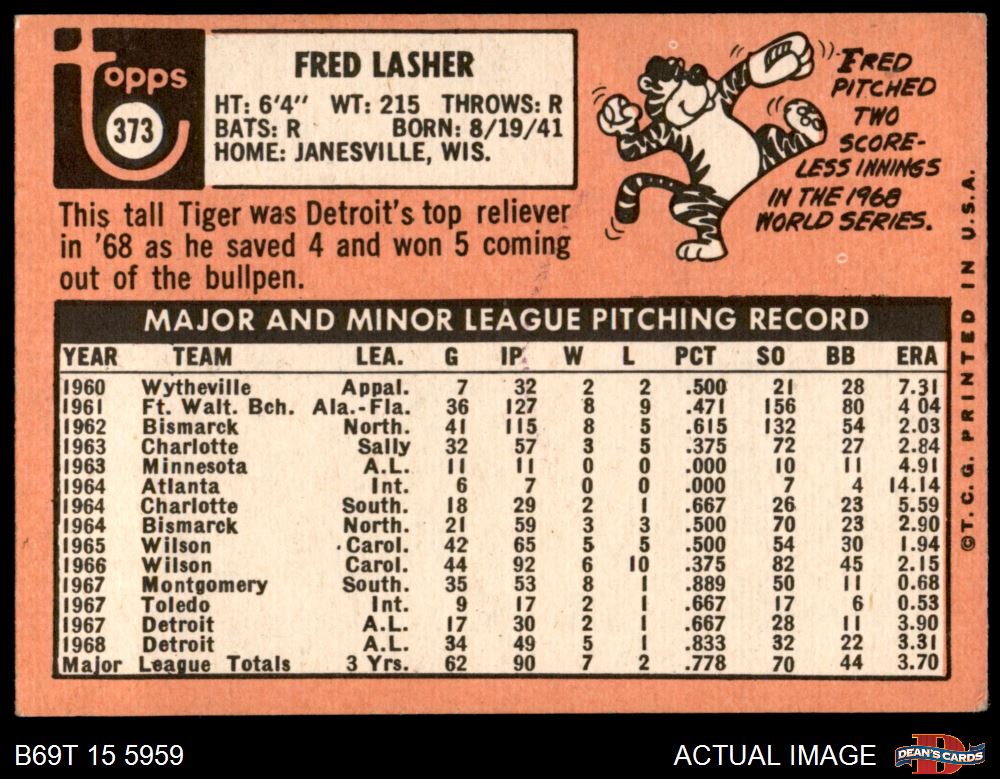 Topps
373
FRED LASHER
HT: 6'4" WT: 215 THROWS: R
BATS: R BORN: 8/19/41
HOME: JANESVILLE, WIS.
This tall Tiger was Detroit's top reliever
in '68 as he saved 4 and won 5 coming
out of the bullpen.
FRED
PITCHED
TWO
SCORE-
LESS INNINGS
IN THE 1968
WORLD SERIES.
MAJOR AND MINOR LEAGUE PITCHING RECORD
YEAR TEAM LEA. G IP W L PCT SO BB ERA
1960 Wytheville Appal. 7 32 2 2 .500 21 28 7.31
1961 Ft. Walt. Bch. Ala.-Fla. 36 127 8 9 .471 156 80 4 04
1962 Bismarck North. 41 115 8 5 .615 132 54 2.03
1963 Charlotte Sally 32 57 3 5 .375 72 27 2.84
1963 Minnesota A.L. 11 11 0 0 .000 10 11 4.91
1964 Atlanta Int. 6 7 0 0 .000 7 4 14.14
1964 Charlotte South. 18 29 2 1 .667 26 23 5.59
1964 Bismarck North. 21 59 3 3 .500 70 23 2.90
1965 Wilson Carol. 42 65 5 5 .500 54 30 1.94
1966 Wilson Carol. 44 92 6 10 .375 82 45 2.15
1967 Montgomery South. 35 53 8 1 .889 50 11 0.68
1967 Toledo Int. 9 17 2 1 .667 17 6 0.53
1967 Detroit A.L. 17 30 2 1 .667 28 11 3.90
1968 Detroit A.L. 34 49 5 1 .833 32 22 3.31
Major League Totals 3 Yrs. 62 90 7 2 .778 70 44 3.70
©T.C.G. PRINTED IN U.S.A.
B69T 15 5959
ACTUAL IMAGE
DEAN'S CARDS